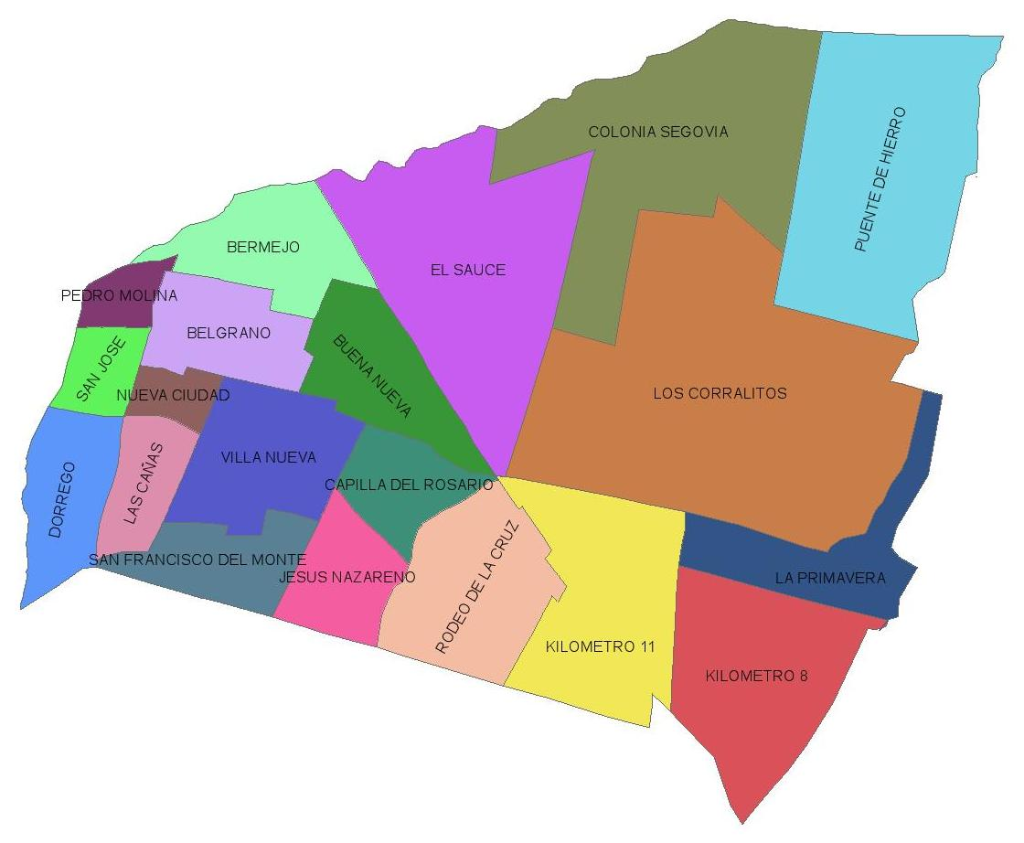 COLONIA SEGOVIA
PUENTE DE HIERRO
BERMEJO
EL SAUCE
PEDRO MOLINA
BELGRANO
SAN JOSE
BUENA NUEVA
NUEVA CIUDAD
LOS CORRALITOS
DORREGO
LAS CAÑAS
VILLA NUEVA
CAPILLA DEL ROSARIO
SAN FRANCISCO DEL MONTE
JESUS NAZARENO
RODEO DE LA CRUZ
LA PRIMAVERA
KILOMETRO 11
KILOMETRO 8